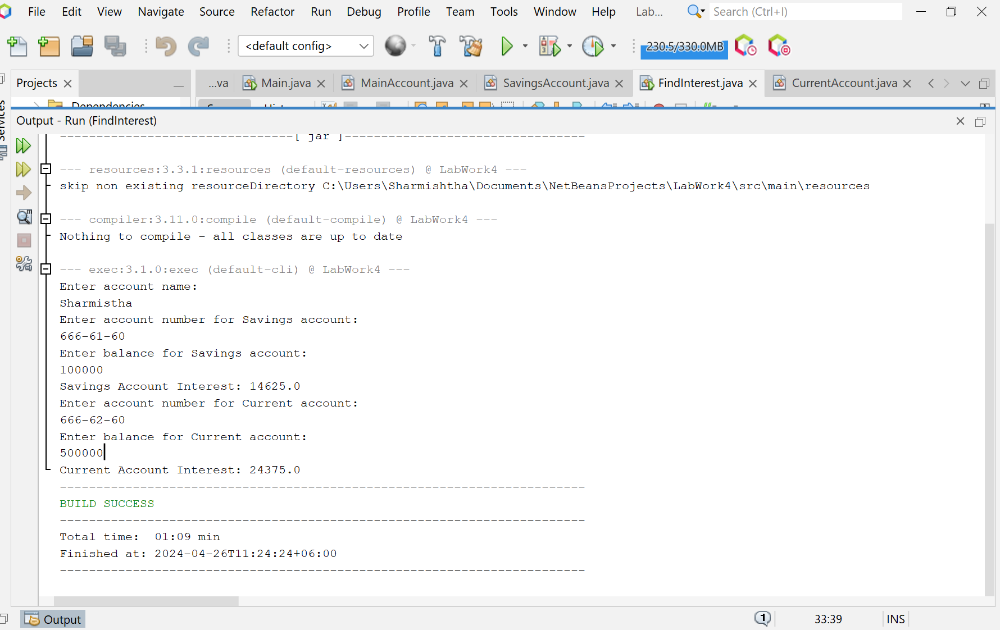 File Edit View Navigate Source Refactor Run Debug Profile Team Tools Window Help Lab... Search (Ctrl+I)
<default config> 230.5/330.0MB
Projects ...va Main.java MainAccount.java SavingsAccount.java FindInterest.java CurrentAccount.java
Dependencies
Services
Output - Run (FindInterest)
--------------------------------[ jar ]---------------------------------
--- resources:3.3.1:resources (default-resources) @ LabWork4 ---
skip non existing resourceDirectory C:\Users\Sharmishtha\Documents\NetBeansProjects\LabWork4\src\main\resources
--- compiler:3.11.0:compile (default-compile) @ LabWork4 ---
Nothing to compile - all classes are up to date
--- exec:3.1.0:exec (default-cli) @ LabWork4 ---
Enter account name:
Sharmistha
Enter account number for Savings account:
666-61-60
Enter balance for Savings account:
100000
Savings Account Interest: 14625.0
Enter account number for Current account:
666-62-60
Enter balance for Current account:
500000
Current Account Interest: 24375.0
------------------------------------------------------------------------
BUILD SUCCESS
------------------------------------------------------------------------
Total time:  01:09 min
Finished at: 2024-04-26T11:24:24+06:00
------------------------------------------------------------------------
Output 1 33:39 INS